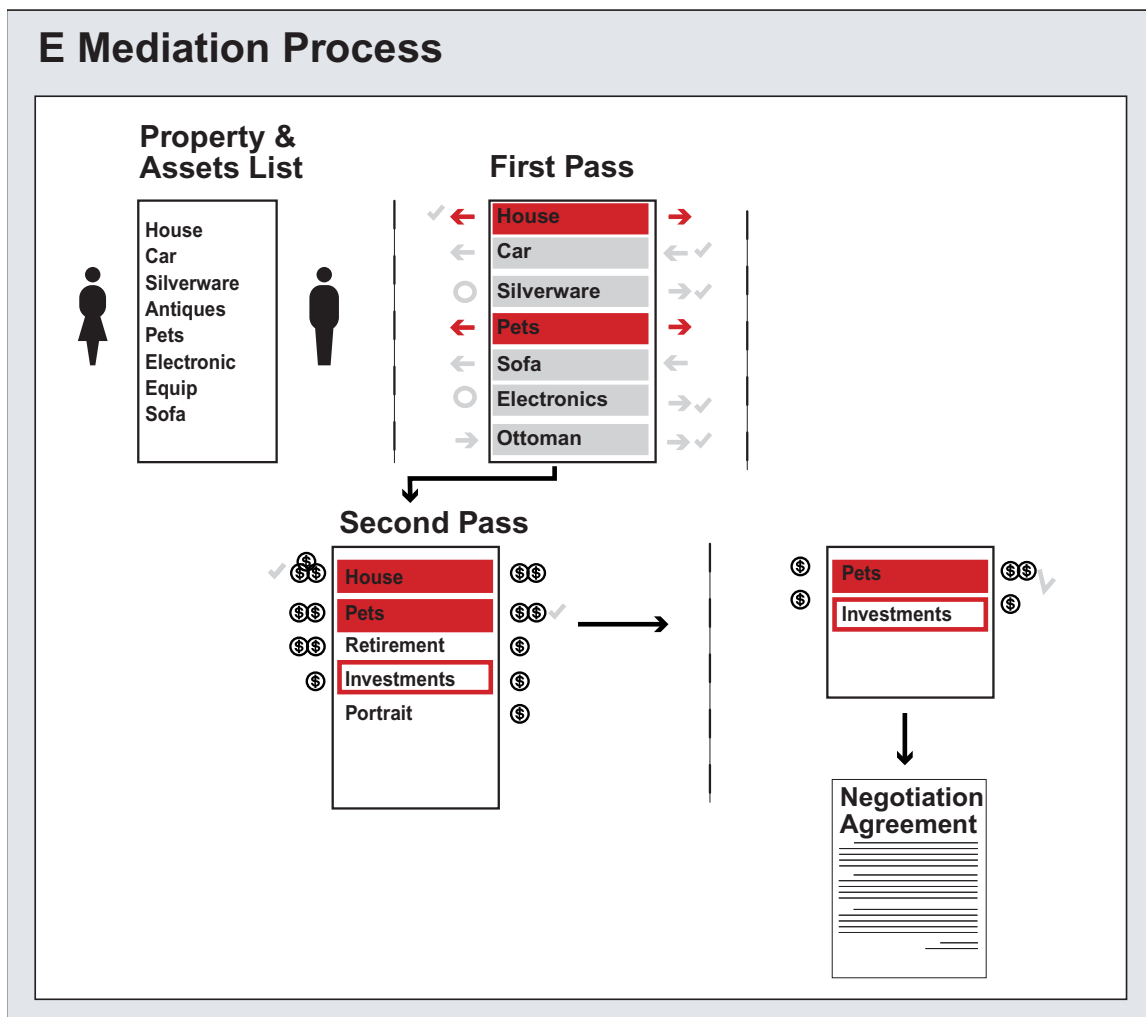 E Mediation Process
Property &
Assets List
House
Car
Silverware
Antiques
Pets
Electronic
Equip
Sofa
First Pass
House
Car
Silverware
Pets
Sofa
Electronics
Ottoman
Second Pass
$
$$ House $$
$$ Pets $$
$$ Retirement $
$ Investments $
Portrait $
$ Pets $$
$ Investments $
Negotiation
Agreement